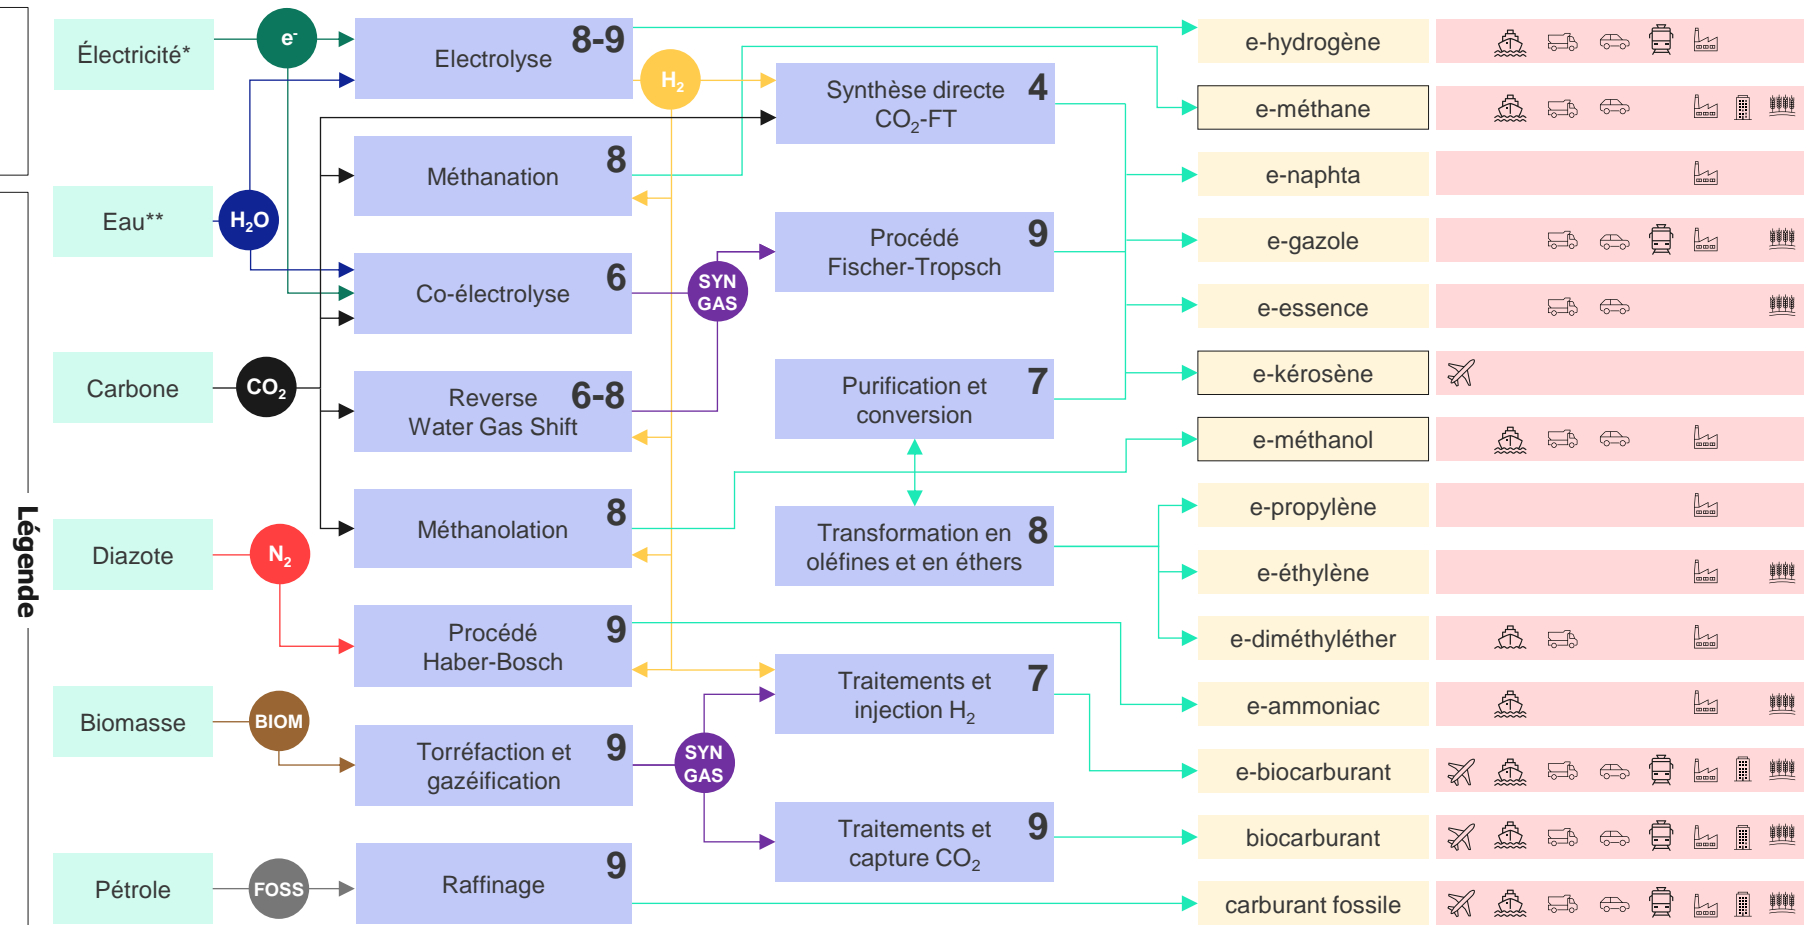 Légende
Électricité*
Eau**
Carbone
Diazote
Biomasse
Pétrole
e-
H2O
CO2
N2
BIOM
FOSS
Electrolyse
8-9
Méthanation
8
Co-électrolyse
6
Reverse
Water Gas Shift
6-8
Méthanolation
8
Procédé
Haber-Bosch
9
Torréfaction et
gazéification
9
Raffinage
9
H2
SYN
GAS
SYN
GAS
Synthèse directe
CO2-FT
4
Procédé
Fischer-Tropsch
9
Purification et
conversion
7
Transformation en
oléfines et en éthers
8
Traitements et
injection H2
7
Traitements et
capture CO2
9
e-hydrogène
e-méthane
e-naphta
e-gazole
e-essence
e-kérosène
e-méthanol
e-propylène
e-éthylène
e-diméthyléther
e-ammoniac
e-biocarburant
biocarburant
carburant fossile